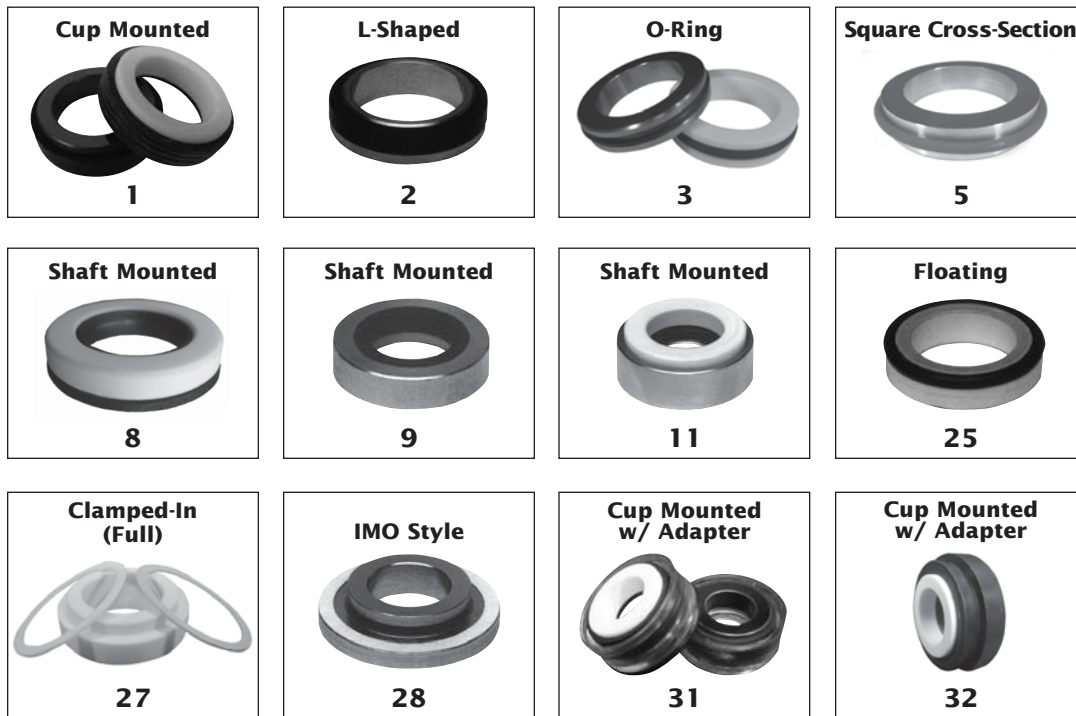 Cup Mounted
1
L-Shaped
2
O-Ring
3
Square Cross-Section
5
Shaft Mounted
8
Shaft Mounted
9
Shaft Mounted
11
Floating
25
Clamped-In
(Full)
27
IMO Style
28
Cup Mounted
w/ Adapter
31
Cup Mounted
w/ Adapter
32